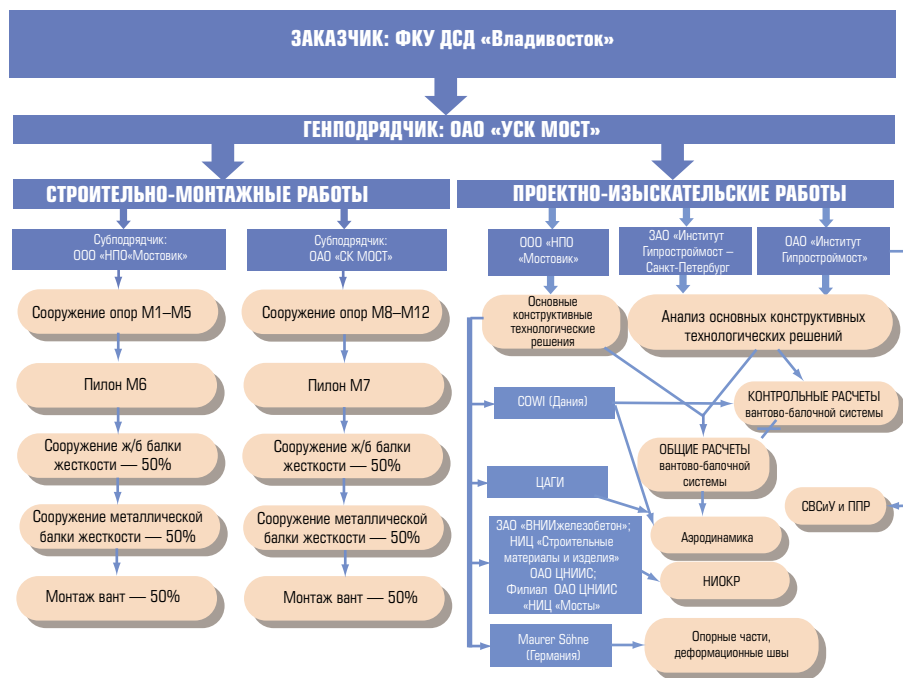 ЗАКАЗЧИК: ФКУ ДСД «Владивосток»
ГЕНПОДРЯДЧИК: ОАО «УСК МОСТ»
СТРОИТЕЛЬНО-МОНТАЖНЫЕ РАБОТЫ
Субподрядчик:
ООО «НПО«Мостовик»
Сооружение опор М1–М5
Пилон М6
Сооружение ж/б балки
жесткости — 50%
Сооружение металлической
балки жесткости — 50%
Монтаж вант — 50%
Субподрядчик:
ОАО «СК МОСТ»
Сооружение опор М8–М12
Пилон М7
Сооружение ж/б балки
жесткости — 50%
Сооружение металлической
балки жесткости — 50%
Монтаж вант — 50%
ПРОЕКТНО-ИЗЫСКАТЕЛЬСКИЕ РАБОТЫ
ООО «НПО
«Мостовик»
ЗАО «Институт
Гипростроймост –
Санкт-Петербург
ОАО «Институт
Гипростроймост»
Основные
конструктивные
технологические
решения
Анализ основных конструктивных
технологических решений
COWI (Дания)
КОНТРОЛЬНЫЕ РАСЧЕТЫ
вантово-балочной системы
ОБЩИЕ РАСЧЕТЫ
вантово-балочной
системы
ЦАГИ
СВСиУ и ППР
ЗАО «ВНИИжелезобетон»;
НИЦ «Строительные
материалы и изделия»
ОАО ЦНИИС;
Филиал ОАО ЦНИИС
«НИЦ «Мосты»
Аэродинамика
НИОКР
Maurer Söhne
(Германия)
Опорные части,
деформационные швы